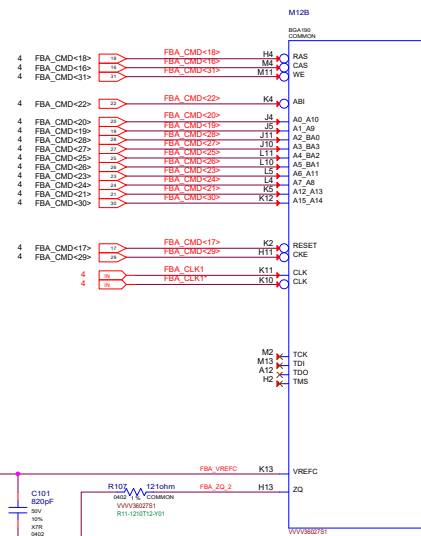 M12B
BGA190
COMMON
4 FBA_CMD<18> 18 FBA_CMD<18> H4 RAS
4 FBA_CMD<16> 16 FBA_CMD<16> M4 CAS
4 FBA_CMD<31> 31 FBA_CMD<31> M11 WE
4 FBA_CMD<22> 22 FBA_CMD<22> K4 ABI
4 FBA_CMD<20> 20 FBA_CMD<20> J4 A0_A10
4 FBA_CMD<19> 19 FBA_CMD<19> J5 A1_A9
4 FBA_CMD<28> 28 FBA_CMD<28> J11 A2_BA0
4 FBA_CMD<27> 27 FBA_CMD<27> J10 A3_BA3
4 FBA_CMD<25> 25 FBA_CMD<25> L11 A4_BA2
4 FBA_CMD<26> 26 FBA_CMD<26> L10 A5_BA1
4 FBA_CMD<23> 23 FBA_CMD<23> L5 A6_A11
4 FBA_CMD<24> 24 FBA_CMD<24> L4 A7_A8
4 FBA_CMD<21> 21 FBA_CMD<21> K5 A12_A13
4 FBA_CMD<30> 30 FBA_CMD<30> K12 A15_A14
4 FBA_CMD<17> 17 FBA_CMD<17> K2 RESET
4 FBA_CMD<29> 29 FBA_CMD<29> H11 CKE
4 IN FBA_CLK1 K11 CLK
4 IN FBA_CLK1* K10 CLK
M2 TCK
M13 TDI
A12 TDO
H2 TMS
FBA_VREFC K13 VREFC
R107 121ohm FBA_ZQ_2 H13 ZQ
0402 1 % COMMON
VVVV36027S1
R11-1210T12-Y01
C101
820pF
50V
10%
X7R
0402
VVVV36027S1